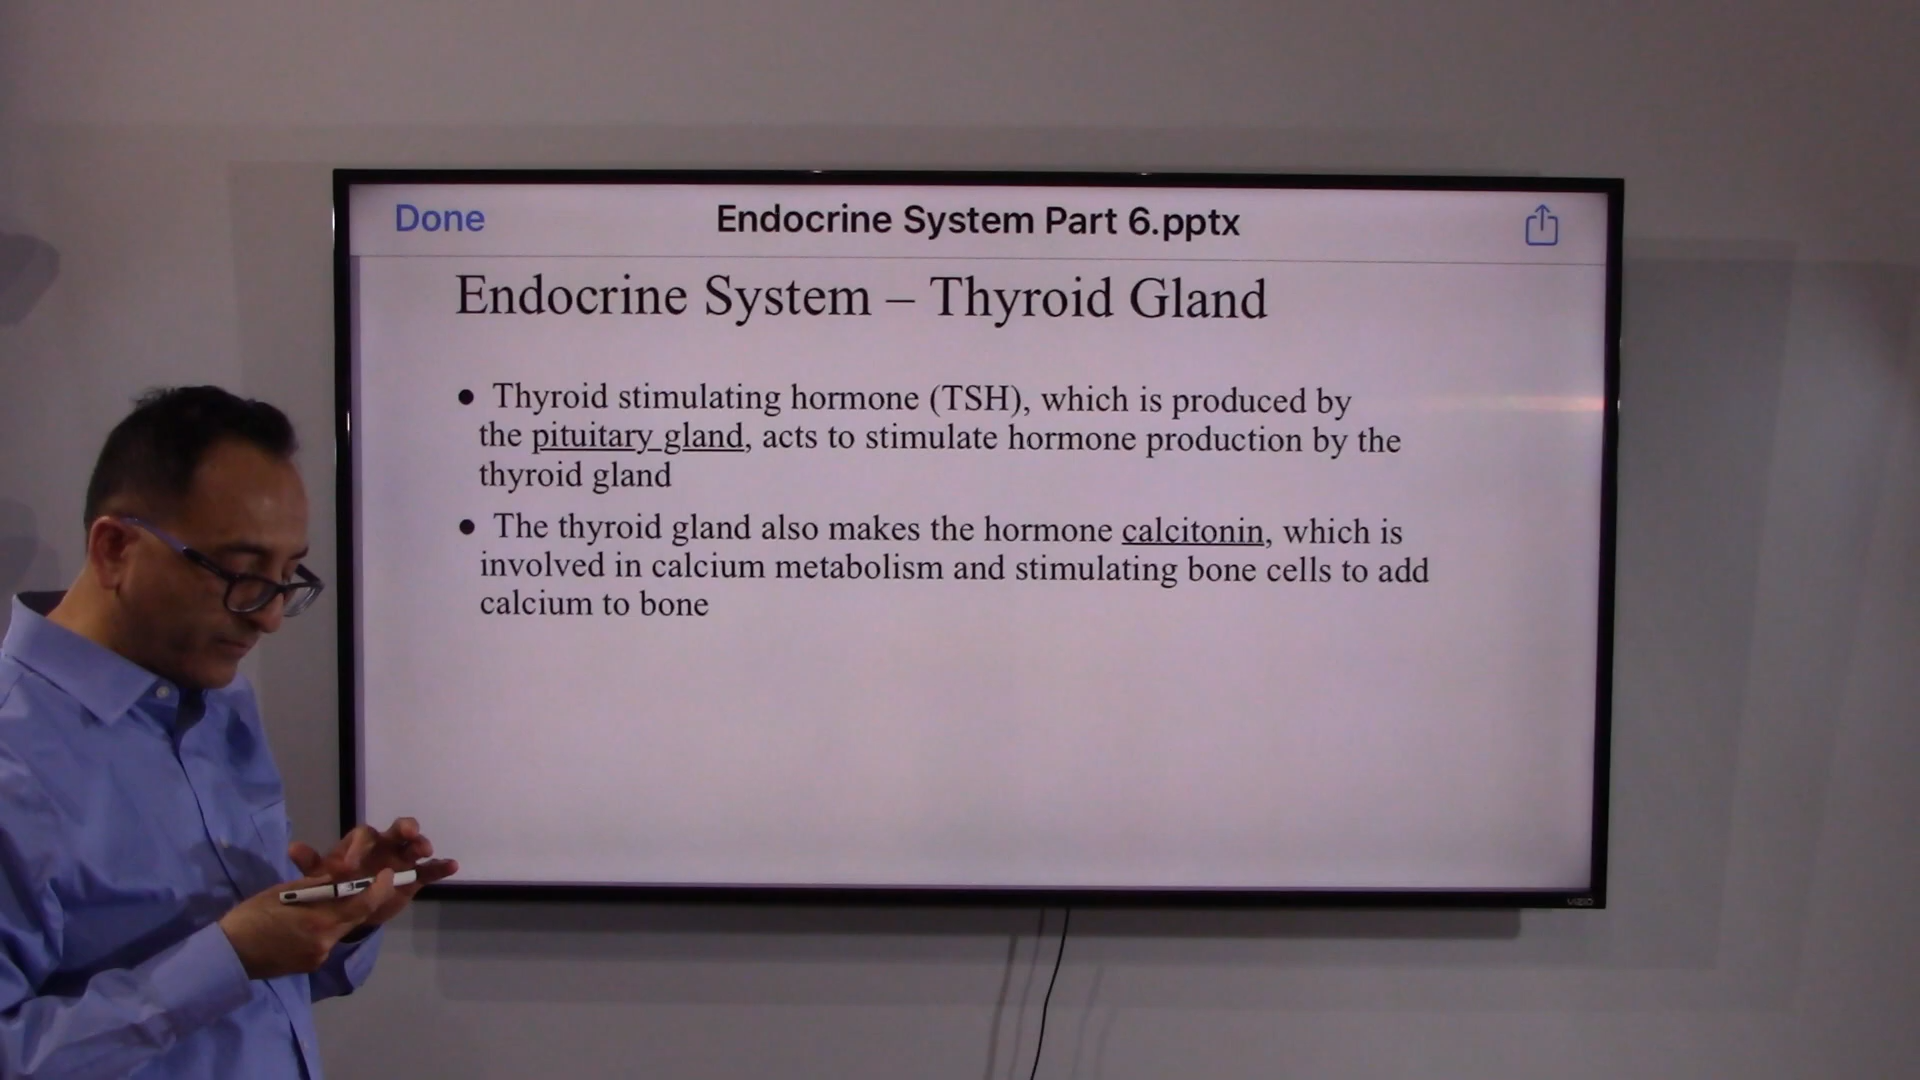 Done
Endocrine System Part 6.pptx
Endocrine System – Thyroid Gland
● Thyroid stimulating hormone (TSH), which is produced by
the pituitary gland, acts to stimulate hormone production by the
thyroid gland
● The thyroid gland also makes the hormone calcitonin, which is
involved in calcium metabolism and stimulating bone cells to add
calcium to bone
VIZIO